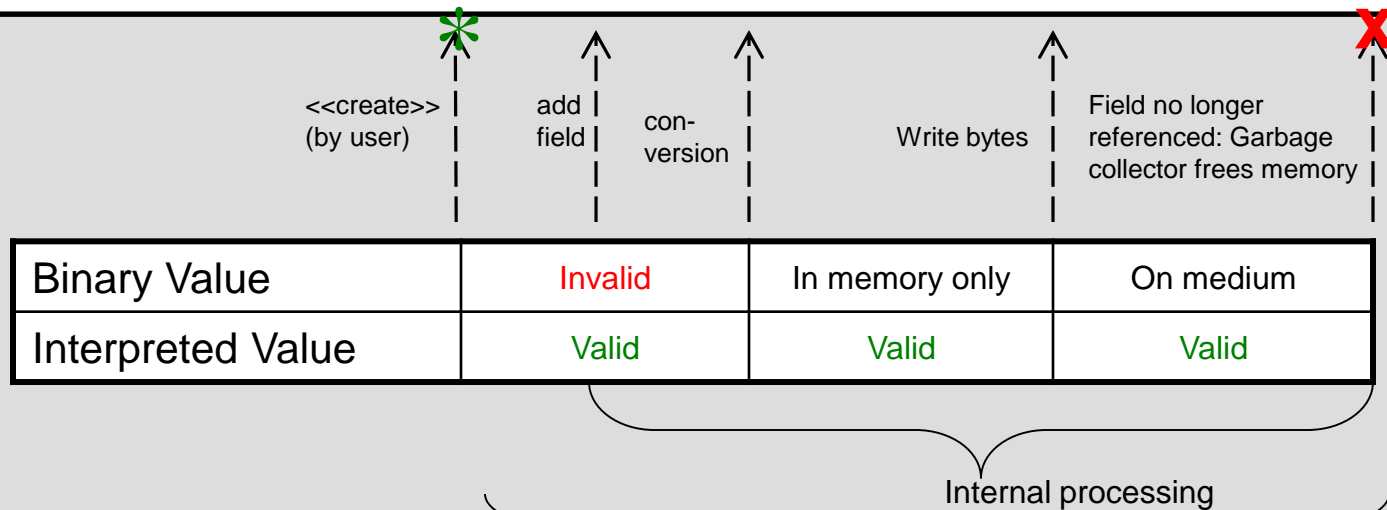 <<create>>
(by user)
add
field
con-
version
Write bytes
Field no longer
referenced: Garbage
collector frees memory
X
Binary Value
Invalid
In memory only
On medium
Interpreted Value
Valid
Valid
Valid
Internal processing